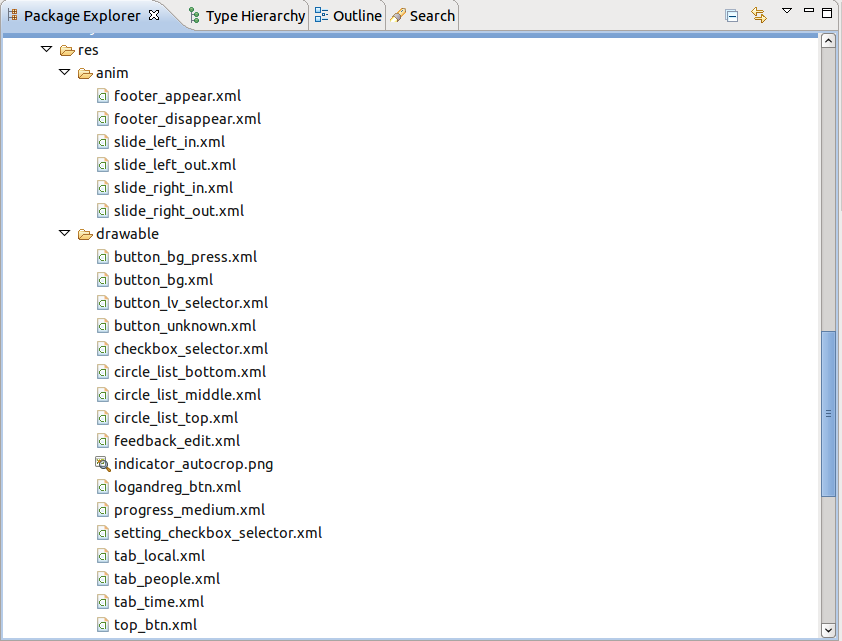 Package Explorer Type Hierarchy Outline Search
res
anim
footer_appear.xml
footer_disappear.xml
slide_left_in.xml
slide_left_out.xml
slide_right_in.xml
slide_right_out.xml
drawable
button_bg_press.xml
button_bg.xml
button_lv_selector.xml
button_unknown.xml
checkbox_selector.xml
circle_list_bottom.xml
circle_list_middle.xml
circle_list_top.xml
feedback_edit.xml
indicator_autocrop.png
logandreg_btn.xml
progress_medium.xml
setting_checkbox_selector.xml
tab_local.xml
tab_people.xml
tab_time.xml
top_btn.xml